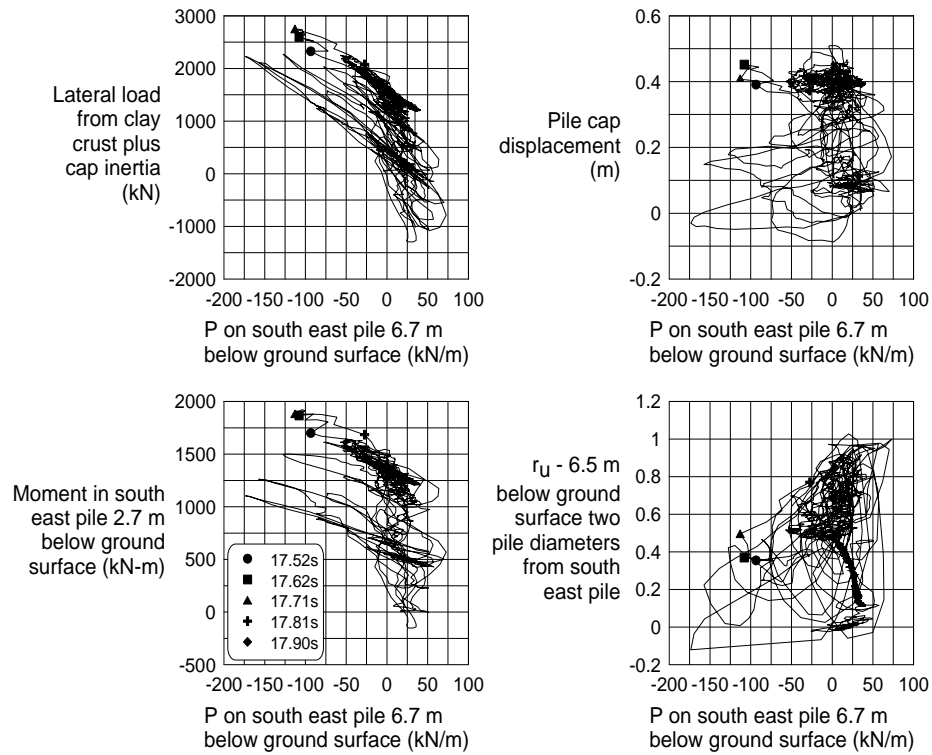 3000
2000
1000
0
-1000
-2000
Lateral load
from clay
crust plus
cap inertia
(kN)
-200 -150 -100 -50 0 50 100
P on south east pile 6.7 m
below ground surface (kN/m)
0.6
0.4
0.2
0
-0.2
Pile cap
displacement
(m)
-200 -150 -100 -50 0 50 100
P on south east pile 6.7 m
below ground surface (kN/m)
2000
1500
1000
500
0
-500
Moment in south
east pile 2.7 m
below ground
surface (kN-m)
17.52s
17.62s
17.71s
17.81s
17.90s
-200 -150 -100 -50 0 50 100
P on south east pile 6.7 m
below ground surface (kN/m)
1.2
1
0.8
0.6
0.4
0.2
0
-0.2
ru - 6.5 m
below ground
surface two
pile diameters
from south
east pile
-200 -150 -100 -50 0 50 100
P on south east pile 6.7 m
below ground surface (kN/m)